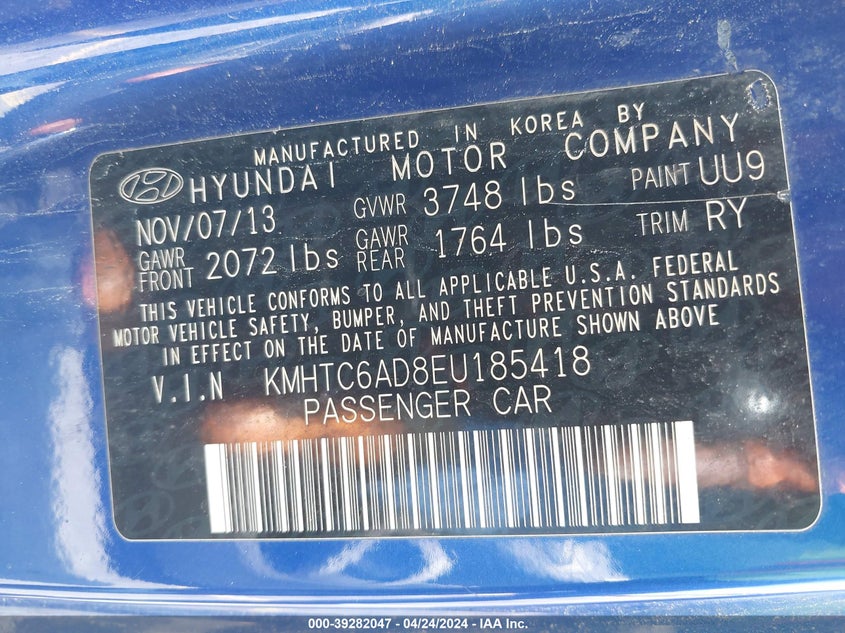 MANUFACTURED IN KOREA BY
HYUNDAI MOTOR COMPANY
NOV/07/13 GVWR 3748 lbs PAINT UU9
GAWR FRONT 2072 lbs GAWR REAR 1764 lbs TRIM RY
THIS VEHICLE CONFORMS TO ALL APPLICABLE U.S.A. FEDERAL
MOTOR VEHICLE SAFETY, BUMPER, AND THEFT PREVENTION STANDARDS
IN EFFECT ON THE DATE OF MANUFACTURE SHOWN ABOVE
V.I.N KMHTC6AD8EU185418
PASSENGER CAR
000-39282047 - 04/24/2024 - IAA Inc.